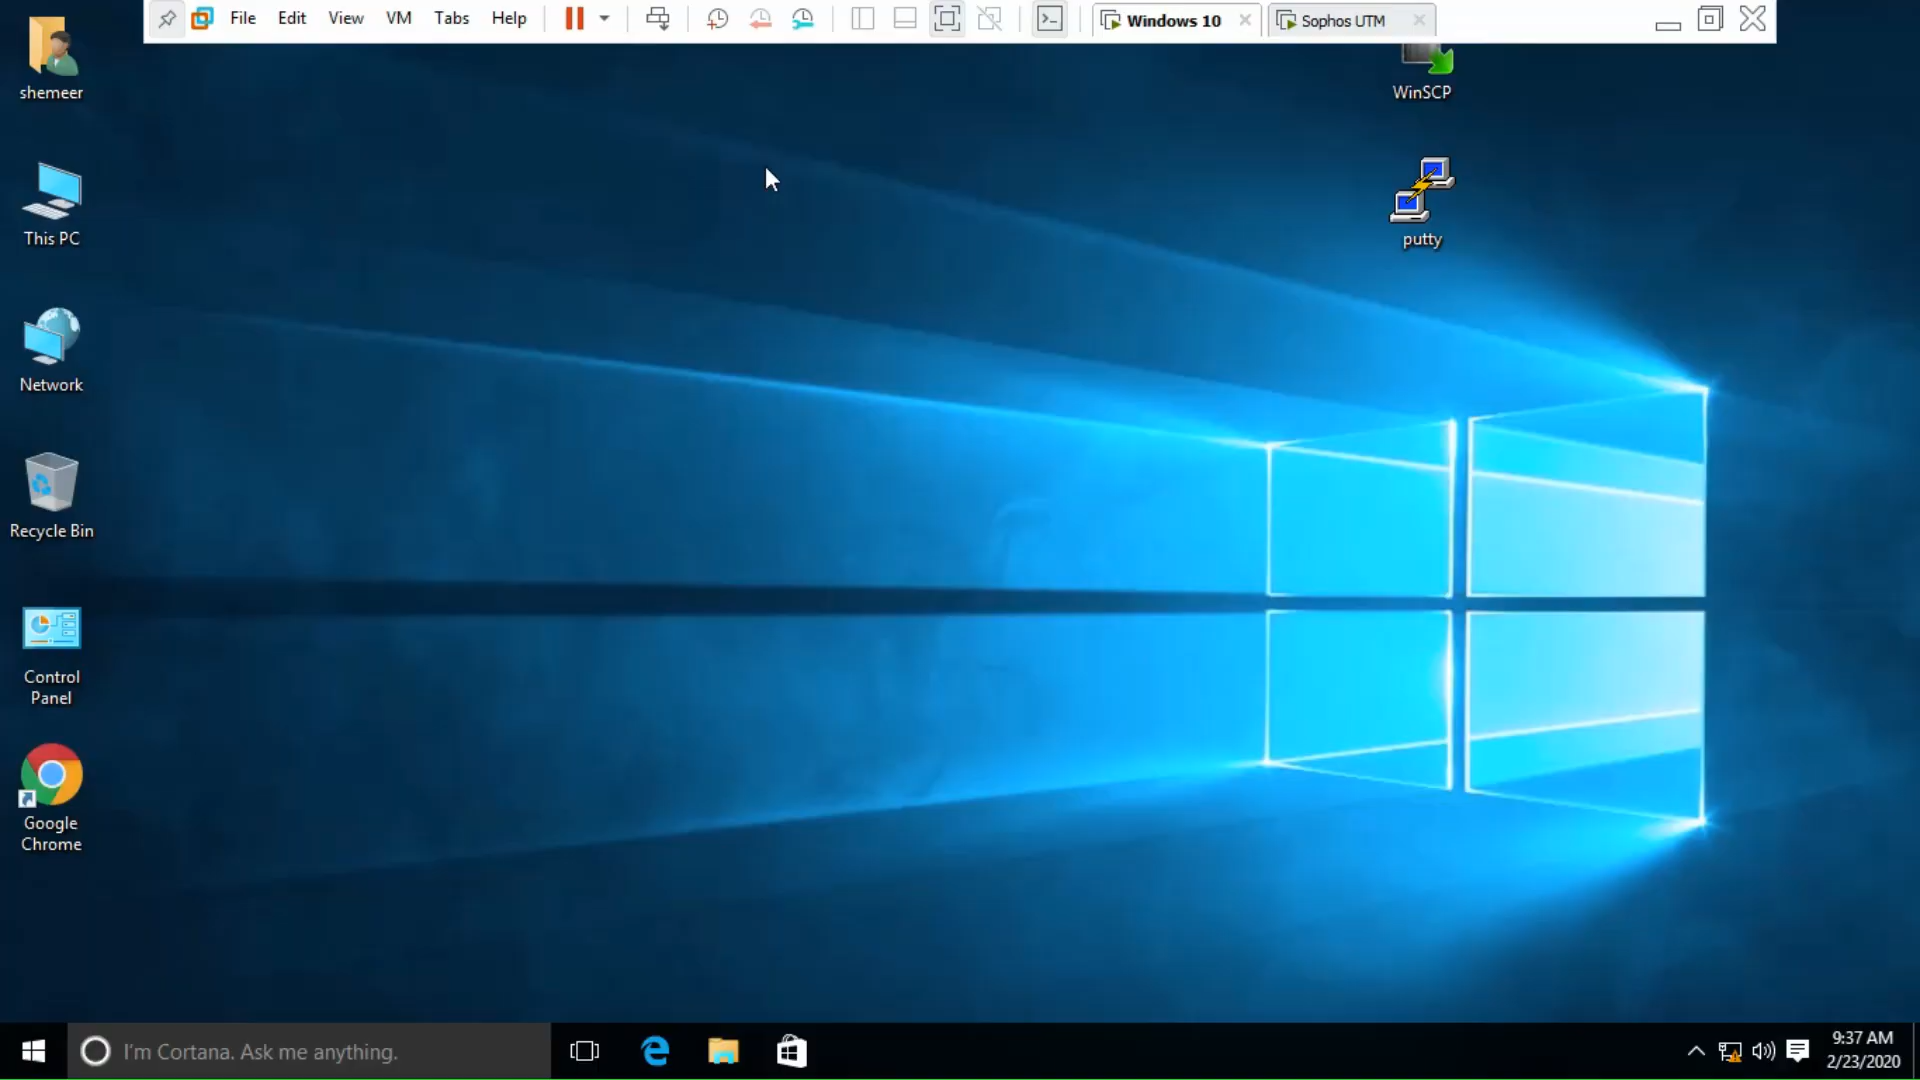 File Edit View VM Tabs Help Windows 10 Sophos UTM
shemeer
WinSCP
This PC
putty
Network
Recycle Bin
Control
Panel
Google
Chrome
I'm Cortana. Ask me anything.
9:37 AM
2/23/2020